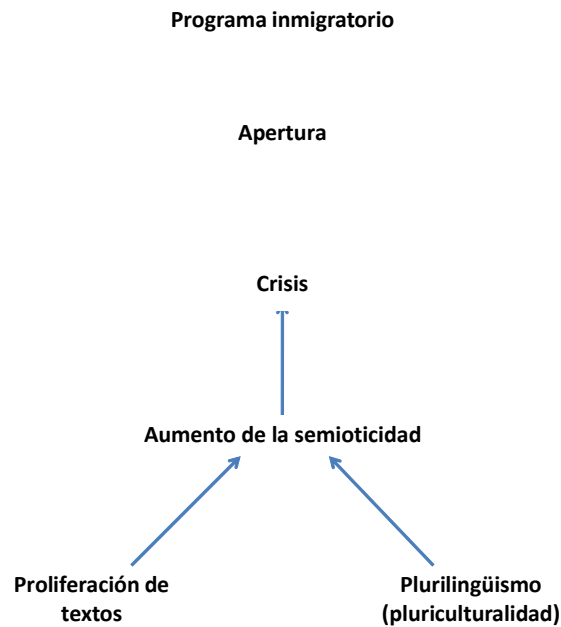 Programa inmigratorio
Apertura
Crisis
Aumento de la semioticidad
Proliferación de
textos
Plurilingüismo
(pluriculturalidad)